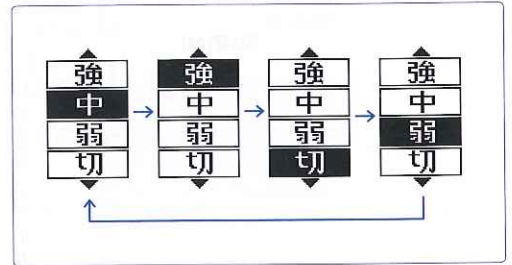 強 強 強 強
中 中 中 中
弱 弱 弱 弱
切 切 切 切